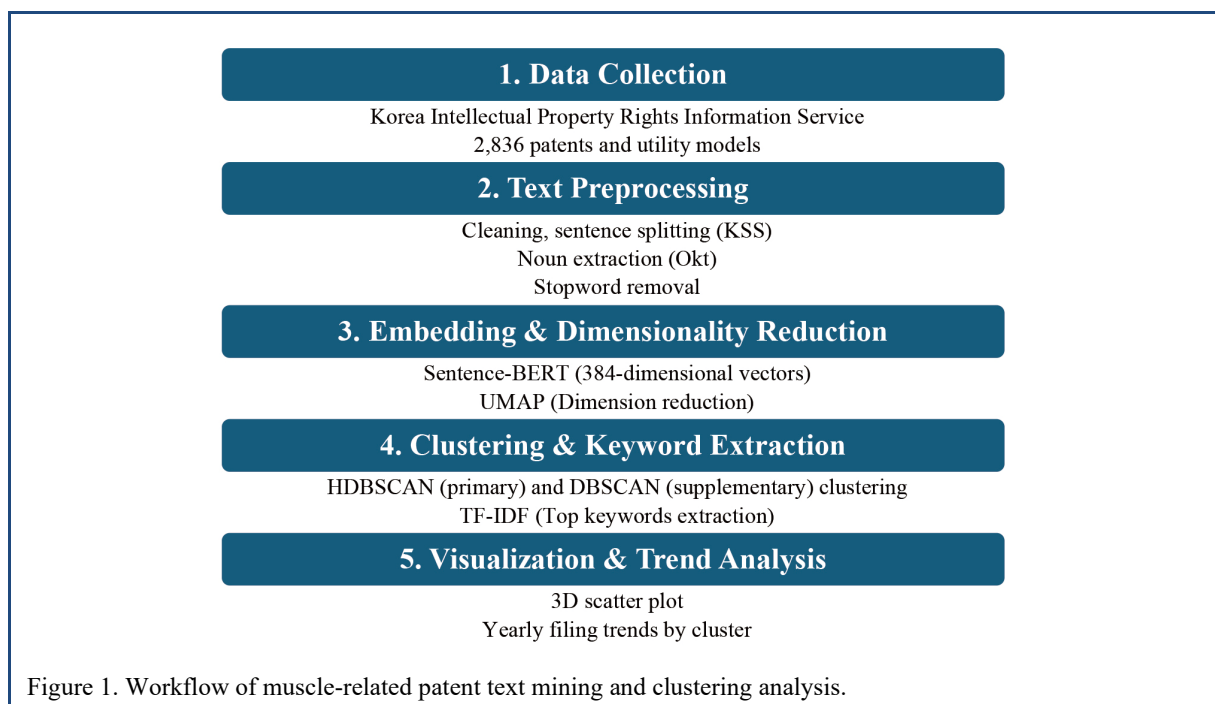 1. Data Collection
Korea Intellectual Property Rights Information Service
2,836 patents and utility models
2. Text Preprocessing
Cleaning, sentence splitting (KSS)
Noun extraction (Okt)
Stopword removal
3. Embedding & Dimensionality Reduction
Sentence-BERT (384-dimensional vectors)
UMAP (Dimension reduction)
4. Clustering & Keyword Extraction
HDBSCAN (primary) and DBSCAN (supplementary) clustering
TF-IDF (Top keywords extraction)
5. Visualization & Trend Analysis
3D scatter plot
Yearly filing trends by cluster
Figure 1. Workflow of muscle-related patent text mining and clustering analysis.